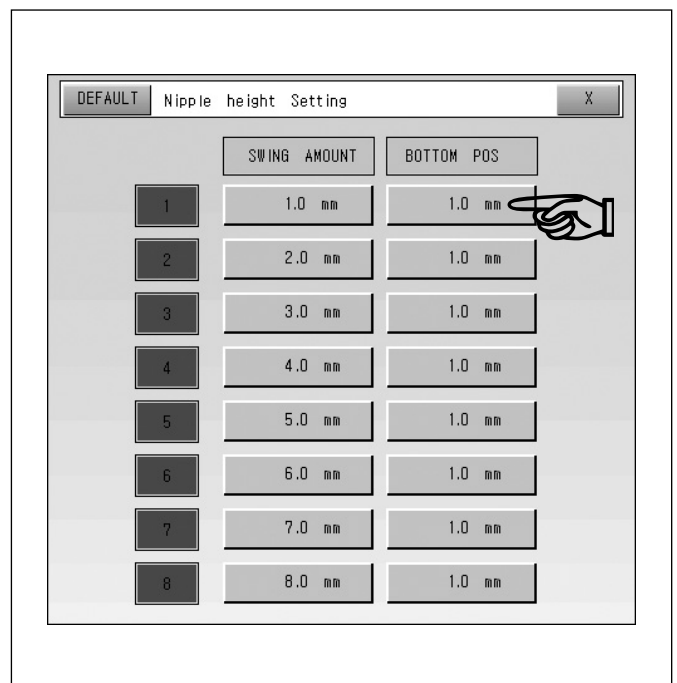 DEFAULT Nipple height Setting X
SWING AMOUNT BOTTOM POS
1 1.0 mm 1.0 mm
2 2.0 mm 1.0 mm
3 3.0 mm 1.0 mm
4 4.0 mm 1.0 mm
5 5.0 mm 1.0 mm
6 6.0 mm 1.0 mm
7 7.0 mm 1.0 mm
8 8.0 mm 1.0 mm